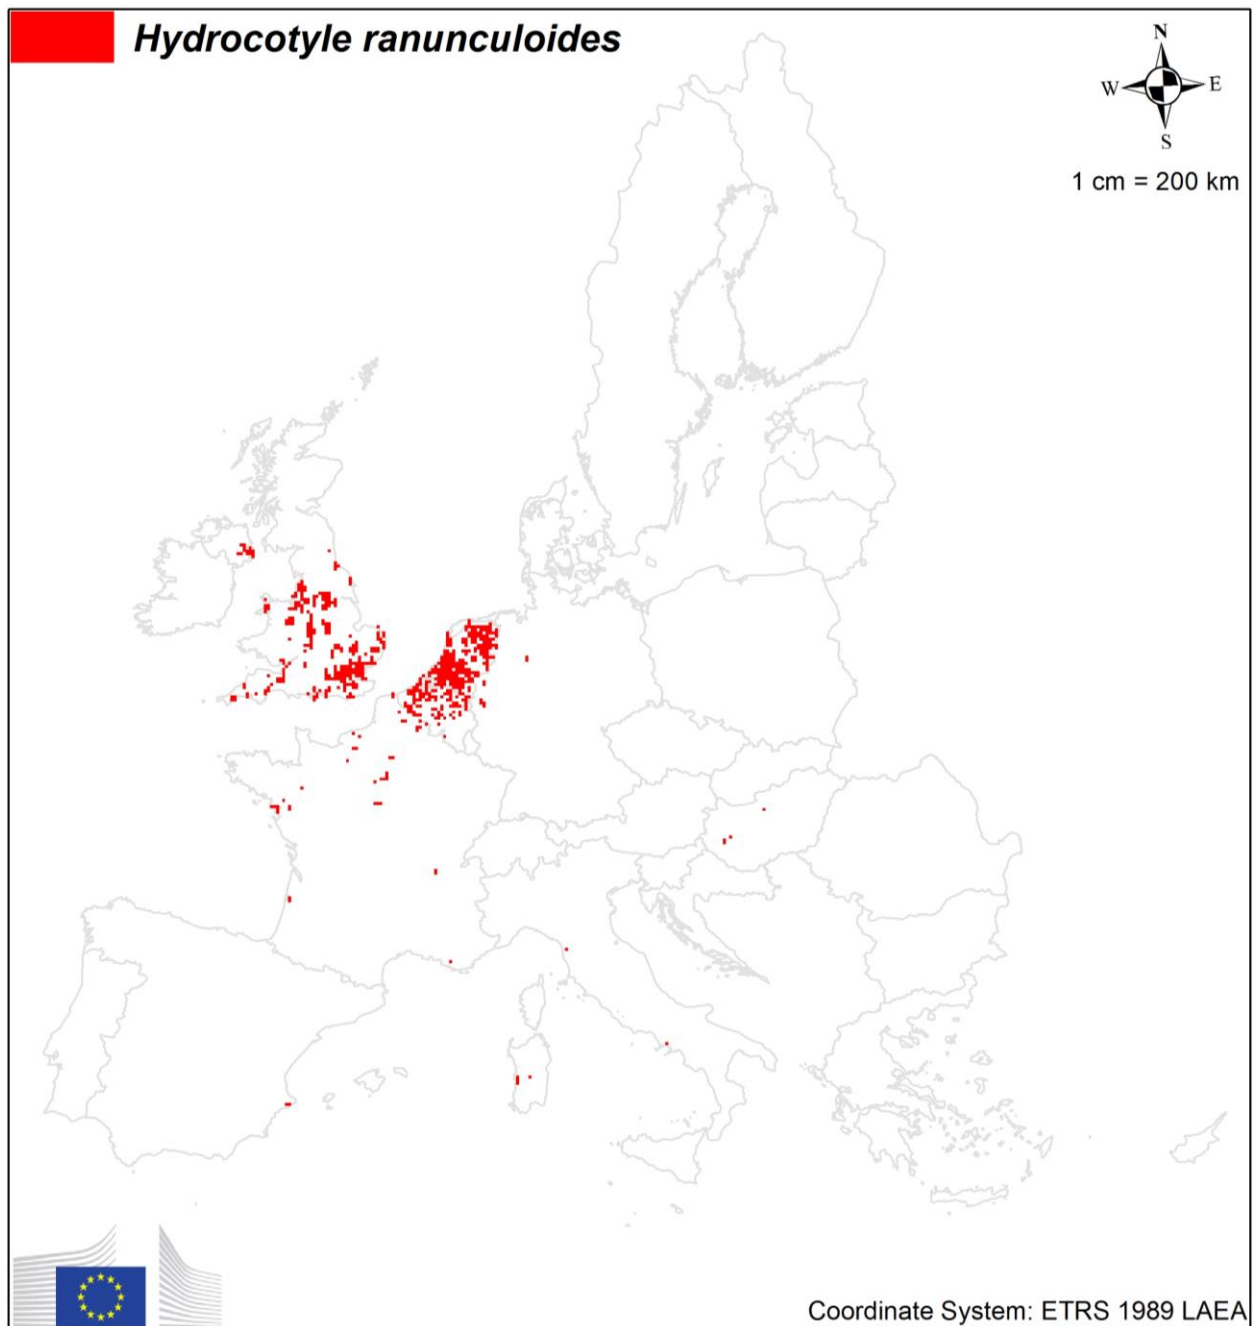 Hydrocotyle ranunculoides
N
W E
S
1 cm = 200 km
Coordinate System: ETRS 1989 LAEA